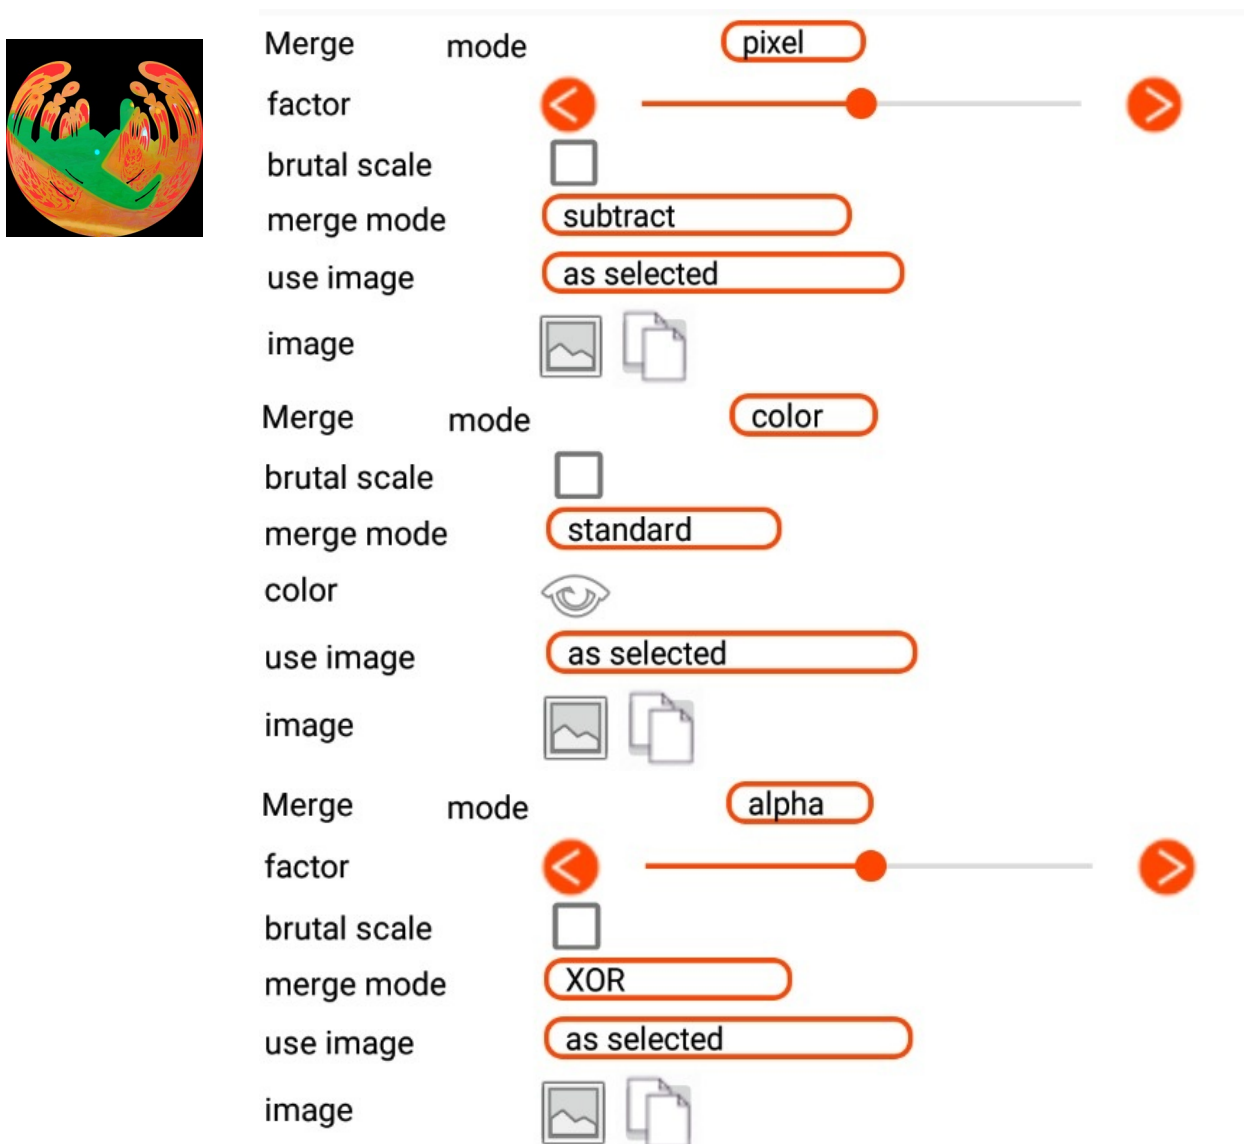 Merge mode pixel
factor
brutal scale
merge mode subtract
use image as selected
image
Merge mode color
brutal scale
merge mode standard
color
use image as selected
image
Merge mode alpha
factor
brutal scale
merge mode XOR
use image as selected
image